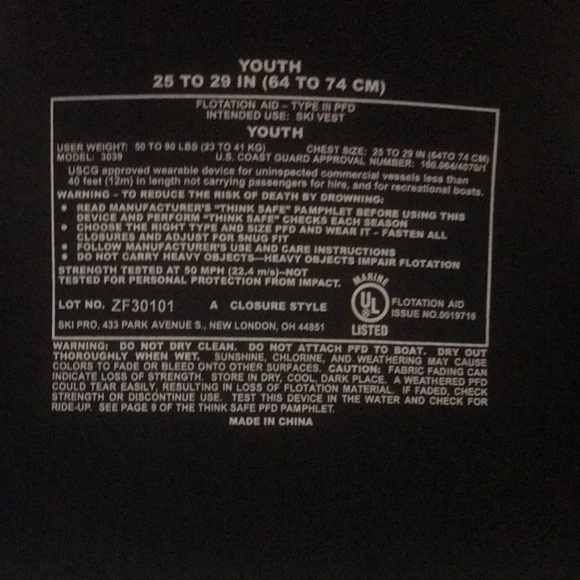 YOUTH
25 TO 29 IN (64 TO 74 CM)
FLOTATION AID – TYPE III PFD
INTENDED USE: SKI VEST
YOUTH
USER WEIGHT: 50 TO 90 LBS (23 TO 41 KG) CHEST SIZE: 25 TO 29 IN (64TO 74 CM)
MODEL: 3039 U.S. COAST GUARD APPROVAL NUMBER: 160.064/4075/1
USCG approved wearable device for uninspected commercial vessels less than
40 feet (12m) in length not carrying passengers for hire, and for recreational boats.
WARNING – TO REDUCE THE RISK OF DEATH BY DROWNING:
• READ MANUFACTURER'S "THINK SAFE" PAMPHLET BEFORE USING THIS
DEVICE AND PERFORM "THINK SAFE" CHECKS EACH SEASON
• CHOOSE THE RIGHT TYPE AND SIZE PFD AND WEAR IT – FASTEN ALL
CLOSURES AND ADJUST FOR SNUG FIT
• FOLLOW MANUFACTURER'S USE AND CARE INSTRUCTIONS
• DO NOT CARRY HEAVY OBJECTS—HEAVY OBJECTS IMPAIR FLOTATION
STRENGTH TESTED AT 50 MPH (22.4 m/s)–NOT
TESTED FOR PERSONAL PROTECTION FROM IMPACT.
LOT NO. ZF30101 A CLOSURE STYLE
SKI PRO, 433 PARK AVENUE S., NEW LONDON, OH 44851
MARINE
UL
LISTED
FLOTATION AID
ISSUE NO.0019716
WARNING: DO NOT DRY CLEAN. DO NOT ATTACH PFD TO BOAT. DRY OUT
THOROUGHLY WHEN WET. SUNSHINE, CHLORINE, AND WEATHERING MAY CAUSE
COLORS TO FADE OR BLEED ONTO OTHER SURFACES. CAUTION: FABRIC FADING CAN
INDICATE LOSS OF STRENGTH. STORE IN DRY, COOL, DARK PLACE. A WEATHERED PFD
COULD TEAR EASILY, RESULTING IN LOSS OF FLOTATION MATERIAL. IF FADED, CHECK
STRENGTH OR DISCONTINUE USE. TEST THIS DEVICE IN THE WATER AND CHECK FOR
RIDE-UP. SEE PAGE 9 OF THE THINK SAFE PFD PAMPHLET.
MADE IN CHINA